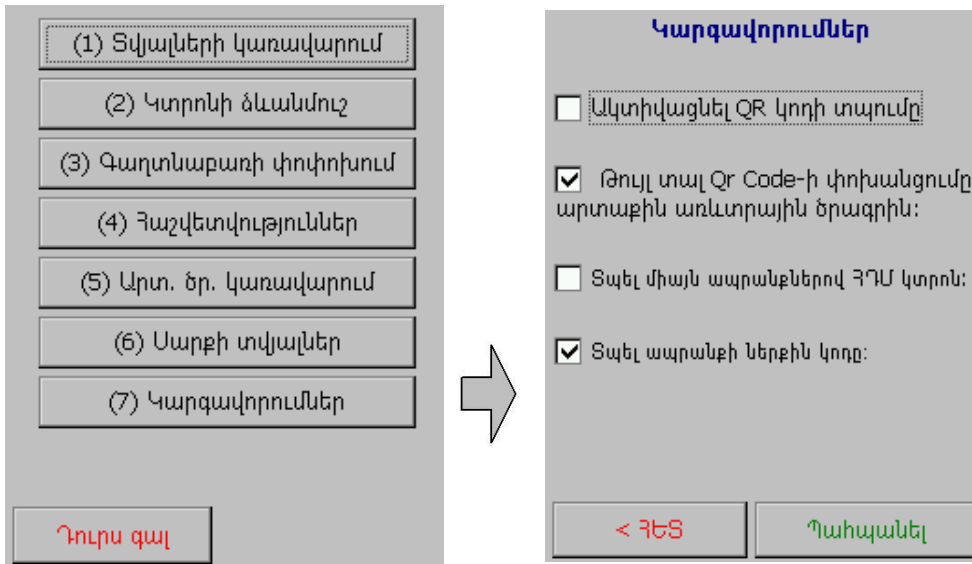 (1) Տվյալների կառավարում
(2) Կտրոնի ձևանմուշ
(3) Գաղտնաբառի փոփոխում
(4) Հաշվետվություններ
(5) Արտ. ծր. կառավարում
(6) Սարքի տվյալներ
(7) Կարգավորումներ
Դուրս գալ
Կարգավորումներ
Ակտիվացնել QR կոդի տպումը
Թույլ տալ Qr Code-ի փոխանցումը
արտաքին առևտրային ծրագրին:
Տպել միայն ապրանքներով ՀԴՄ կտրոն:
Տպել ապրանքի ներքին կոդը:
< ՀԵՏ
Պահպանել